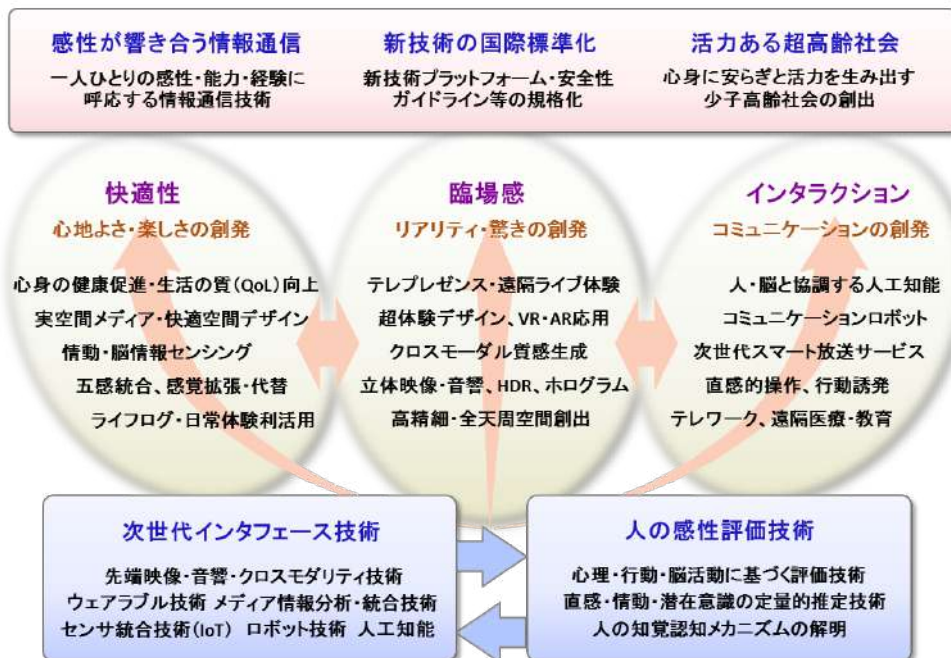 感性が響き合う情報通信
一人ひとりの感性・能力・経験に
呼応する情報通信技術
新技術の国際標準化
新技術プラットフォーム・安全性
ガイドライン等の規格化
活力ある超高齢社会
心身に安らぎと活力を生み出す
少子高齢社会の創出
快適性
心地よさ・楽しさの創発
心身の健康促進・生活の質(QoL)向上
実空間メディア・快適空間デザイン
情動・脳情報センシング
五感統合、感覚拡張・代替
ライフログ・日常体験利活用
臨場感
リアリティ・驚きの創発
テレプレゼンス・遠隔ライブ体験
超体験デザイン、VR・AR応用
クロスモーダル質感生成
立体映像・音響、HDR、ホログラム
高精細・全天周空間創出
インタラクション
コミュニケーションの創発
人・脳と協調する人工知能
コミュニケーションロボット
次世代スマート放送サービス
直感的操作、行動誘発
テレワーク、遠隔医療・教育
次世代インタフェース技術
先端映像・音響・クロスモダリティ技術
ウェアラブル技術 メディア情報分析・統合技術
センサ統合技術(IoT) ロボット技術 人工知能
人の感性評価技術
心理・行動・脳活動に基づく評価技術
直感・情動・潜在意識の定量的推定技術
人の知覚認知メカニズムの解明